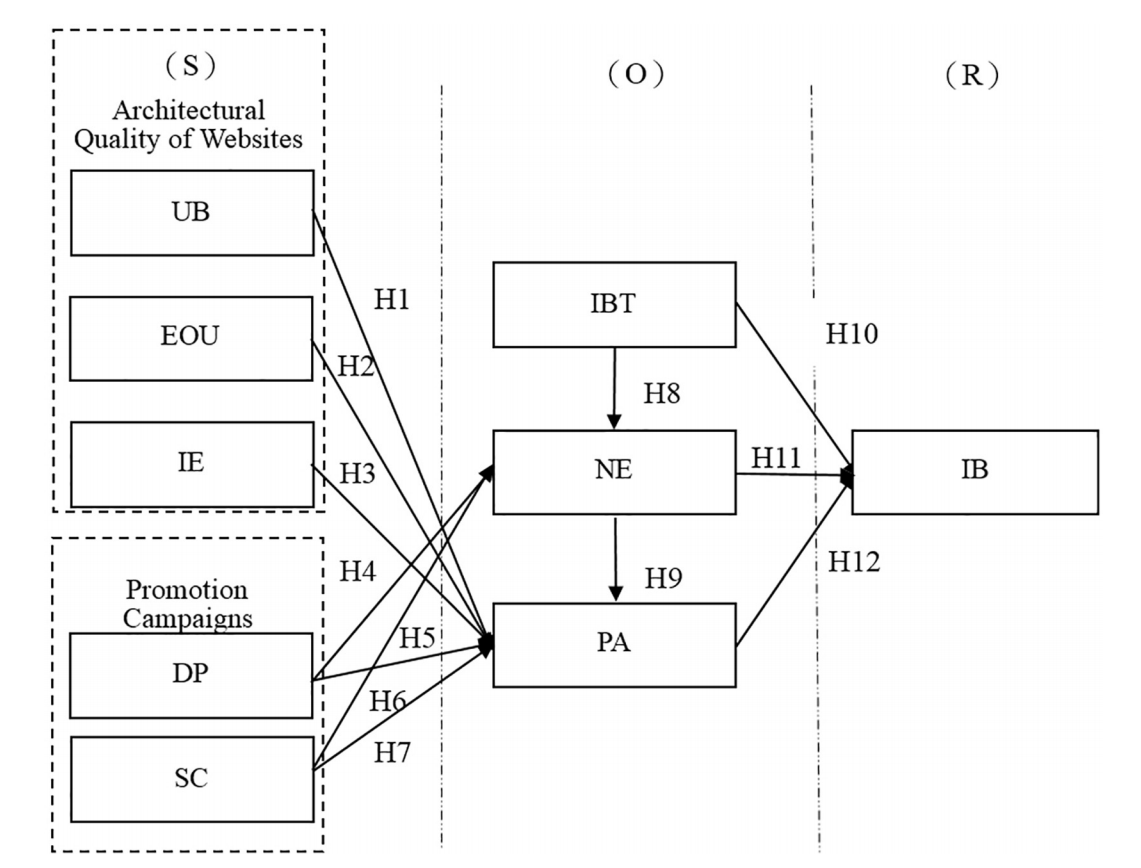 （S）
Architectural
Quality of Websites
UB
EOU
IE
Promotion
Campaigns
DP
SC
H1
H2
H3
H4
H5
H6
H7
（O）
IBT
H8
NE
H9
PA
（R）
H10
H11
H12
IB